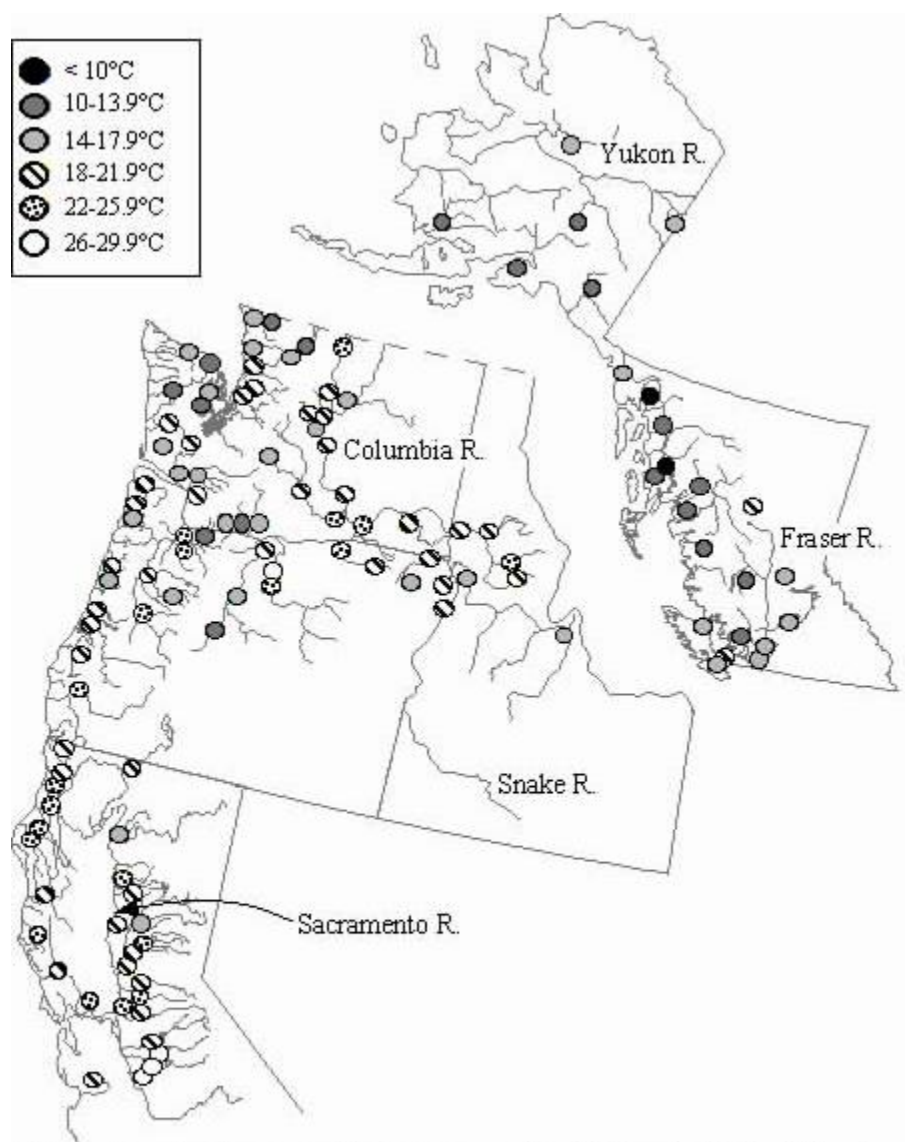 < 10°C
10-13.9°C
14-17.9°C
18-21.9°C
22-25.9°C
26-29.9°C
Yukon R.
Columbia R.
Fraser R.
Snake R.
Sacramento R.